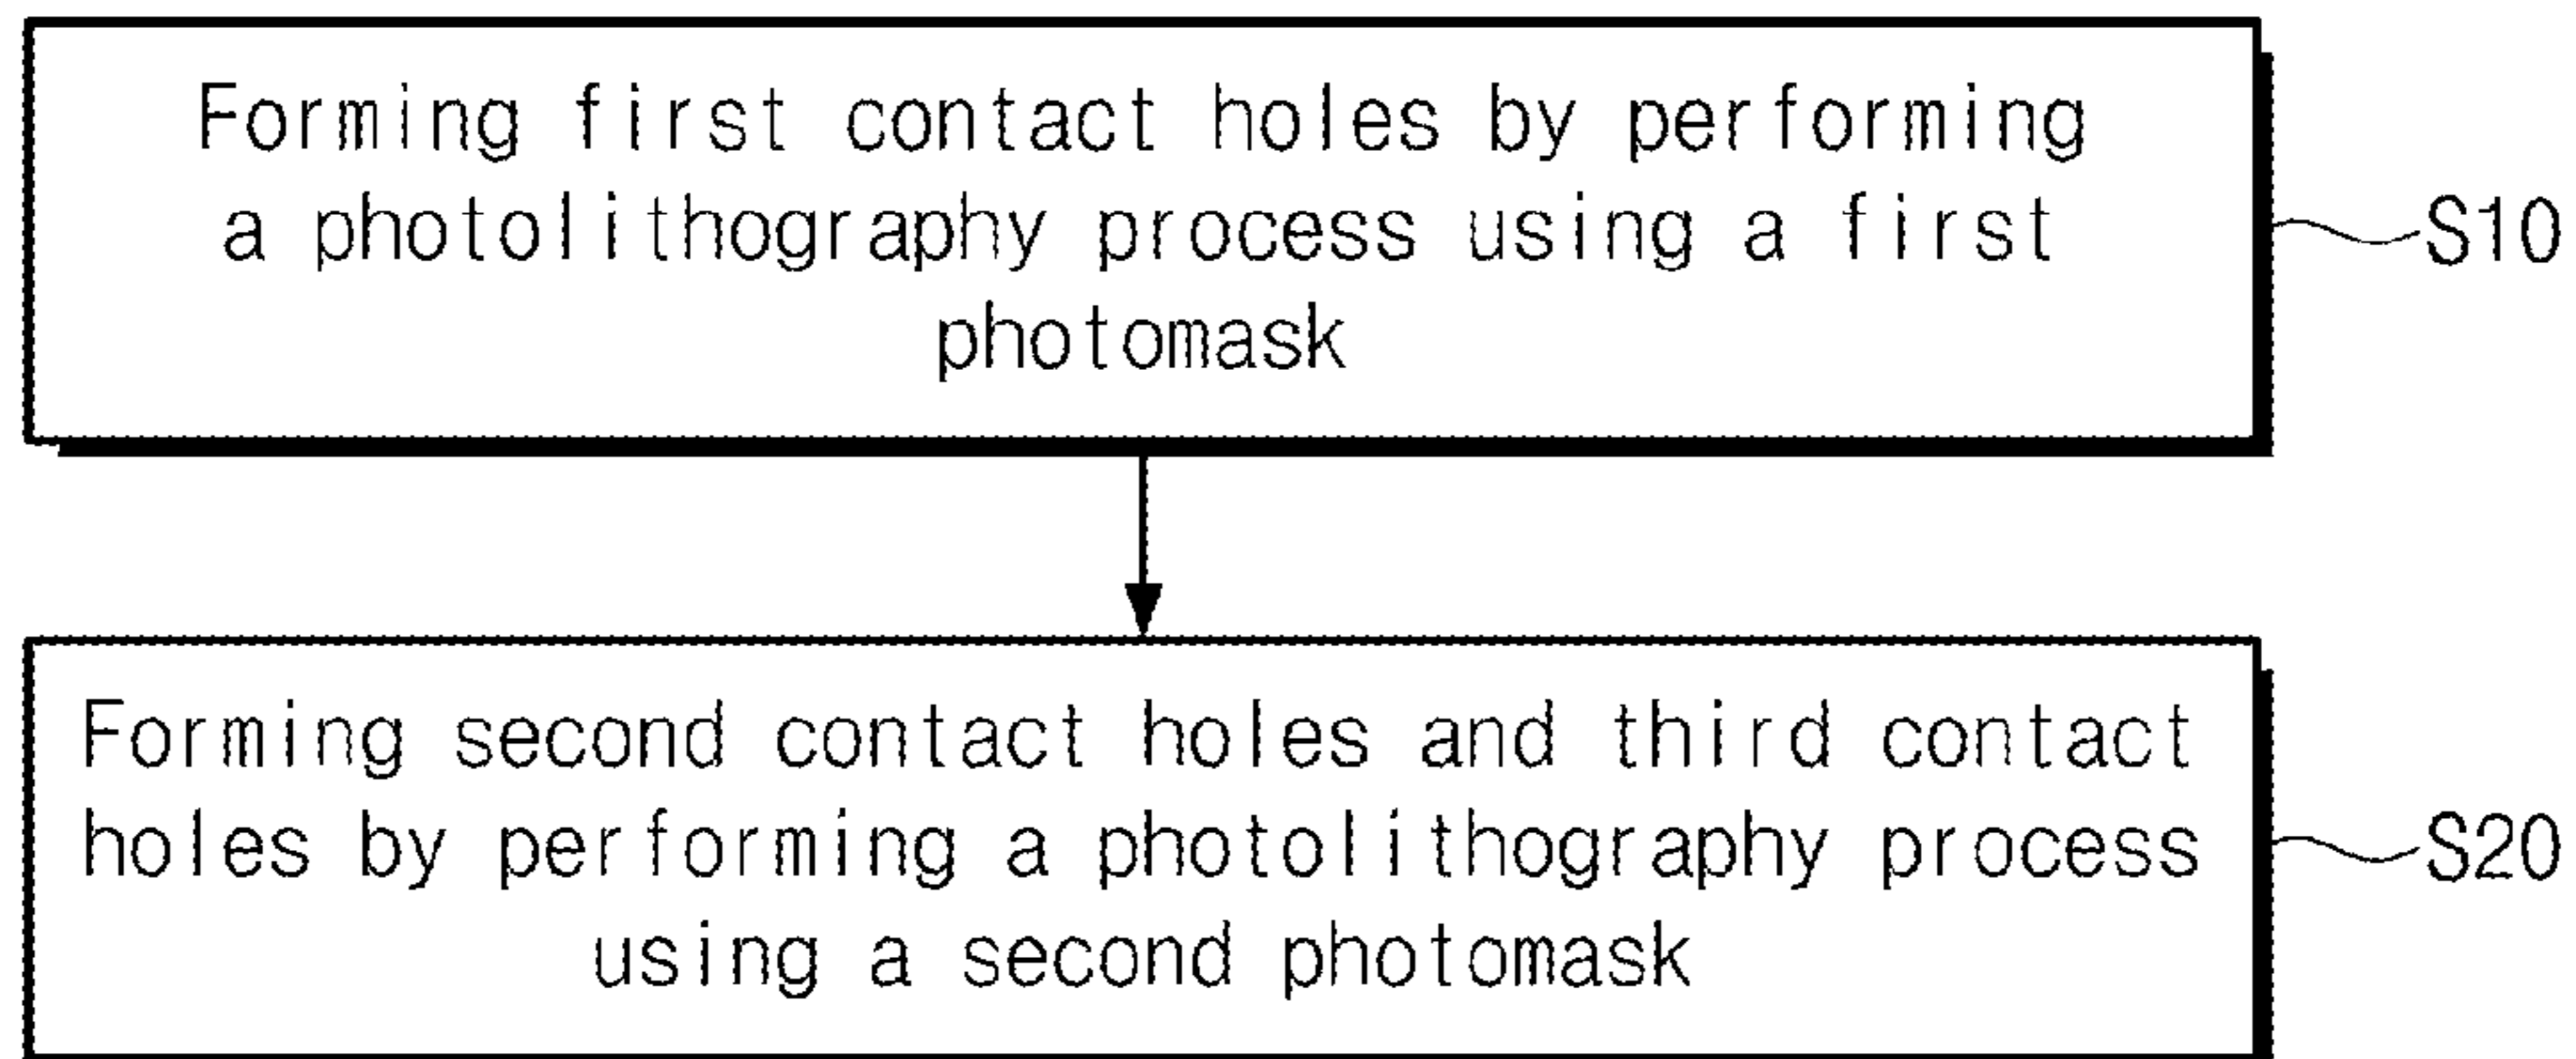 Forming first contact holes by performing
a photolithography process using a first
photomask
S10
Forming second contact holes and third contact
holes by performing a photolithography process
using a second photomask
S20